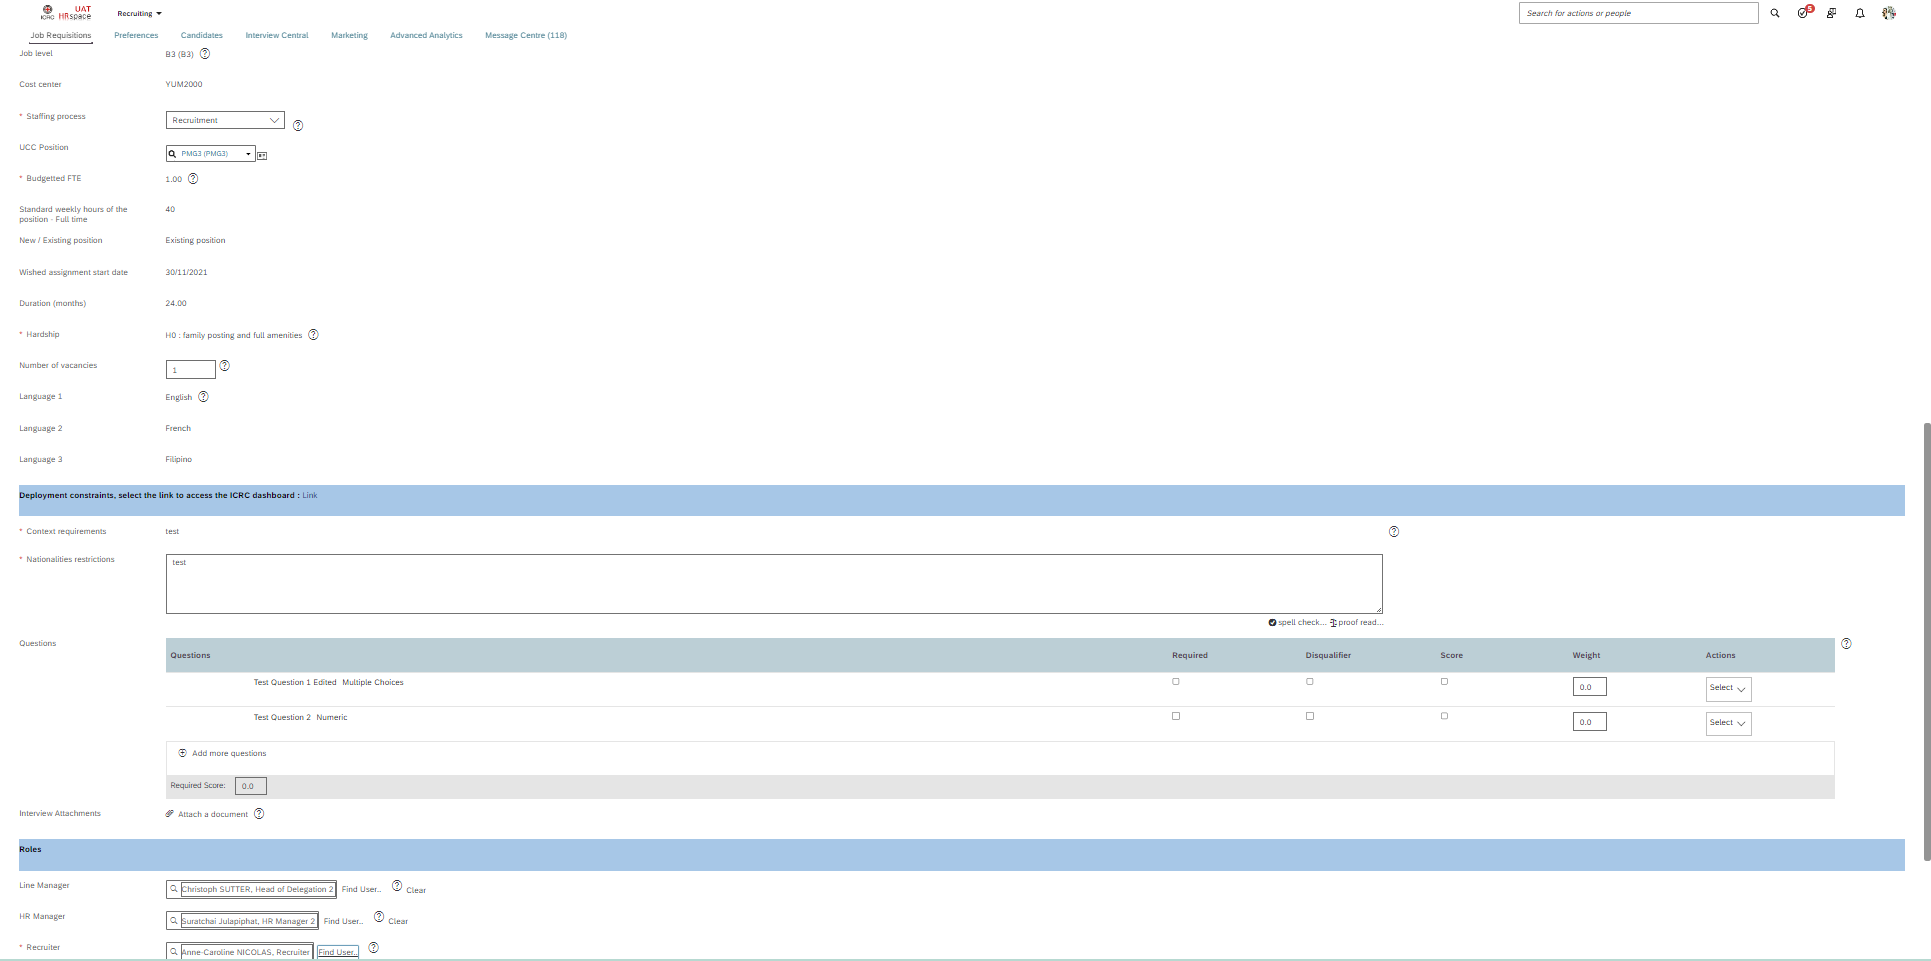 UAT
ICRC HRspace
Recruiting
Search for actions or people
5
Job Requisitions Preferences Candidates Interview Central Marketing Advanced Analytics Message Centre (118)
Job level B3 (B3) ?
Cost center YUM2000
* Staffing process Recruitment ?
UCC Position PMG3 (PMG3)
* Budgetted FTE 1.00 ?
Standard weekly hours of the 40
position - Full time
New / Existing position Existing position
Wished assignment start date 30/11/2021
Duration (months) 24.00
* Hardship H0 : family posting and full amenities ?
Number of vacancies 1 ?
Language 1 English ?
Language 2 French
Language 3 Filipino
Deployment constraints, select the link to access the ICRC dashboard : Link
* Context requirements test ?
* Nationalities restrictions test
spell check... proof read...
Questions ?
Questions Required Disqualifier Score Weight Actions
Test Question 1 Edited Multiple Choices 0.0 Select
Test Question 2 Numeric 0.0 Select
Add more questions
Required Score: 0.0
Interview Attachments Attach a document ?
Roles
Line Manager Christoph SUTTER, Head of Delegation 2 Find User.. ? Clear
HR Manager Suratchai Julapiphat, HR Manager 2 Find User.. ? Clear
* Recruiter Anne-Caroline NICOLAS, Recruiter Find User.. ?